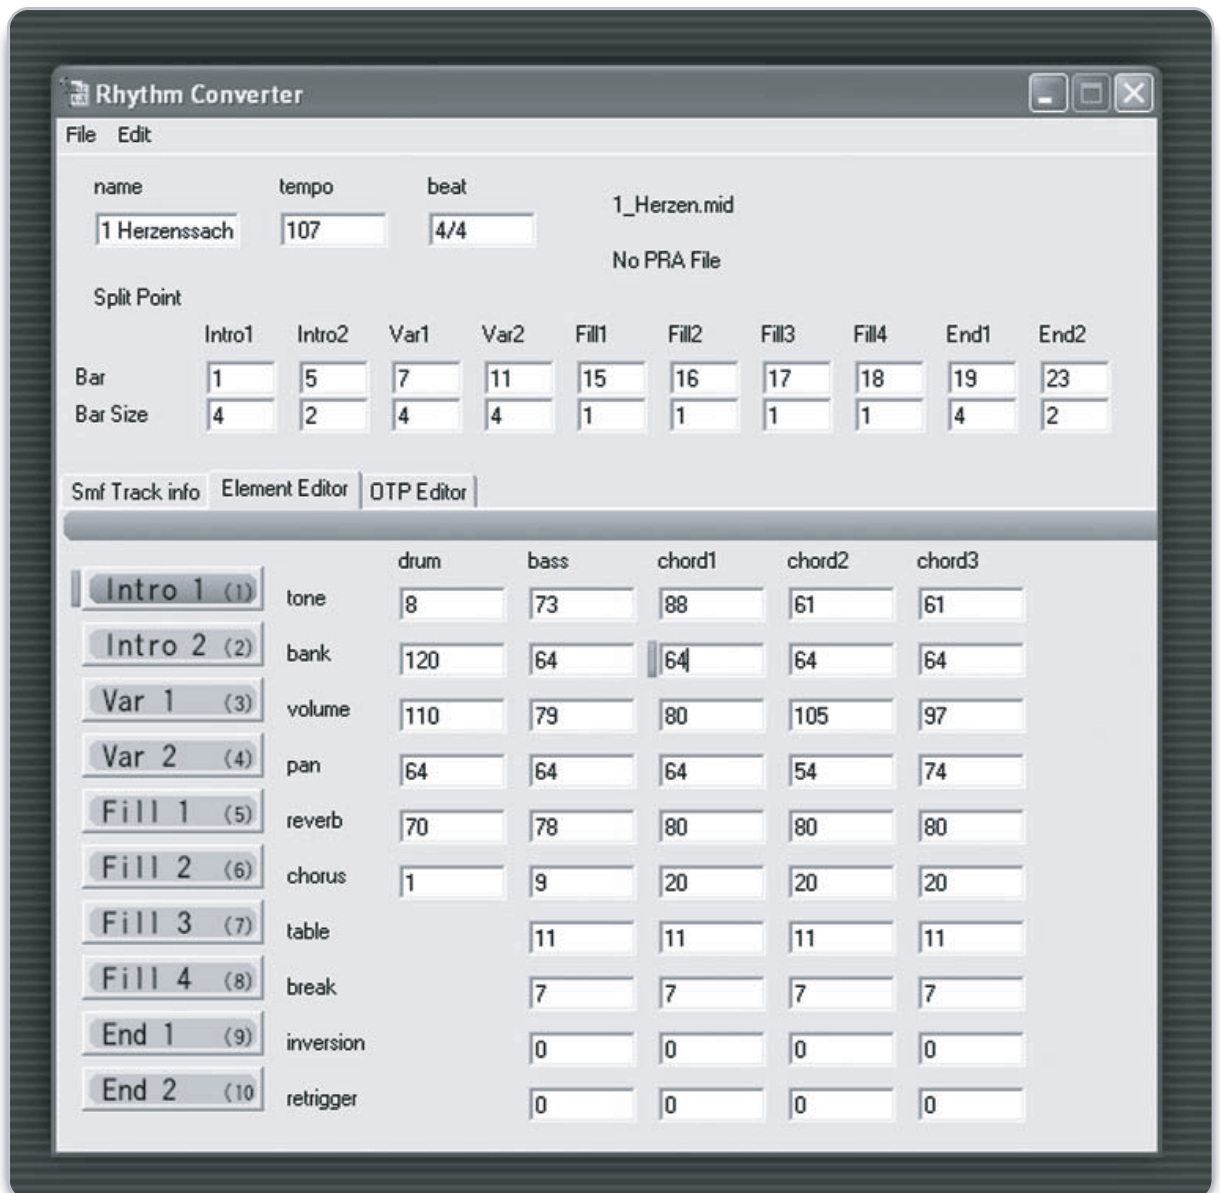 Rhythm Converter
File Edit
name tempo beat
1_Herzen.mid
1 Herzenssach 107 4/4
No PRA File
Split Point
Intro1 Intro2 Var1 Var2 Fill1 Fill2 Fill3 Fill4 End1 End2
Bar 1 5 7 11 15 16 17 18 19 23
Bar Size 4 2 4 4 1 1 1 1 4 2
Smf Track info Element Editor OTP Editor
drum bass chord1 chord2 chord3
Intro 1 (1) tone 8 73 88 61 61
Intro 2 (2) bank 120 64 64 64 64
Var 1 (3) volume 110 79 80 105 97
Var 2 (4) pan 64 64 64 54 74
Fill 1 (5) reverb 70 78 80 80 80
Fill 2 (6) chorus 1 9 20 20 20
Fill 3 (7) table 11 11 11 11
Fill 4 (8) break 7 7 7 7
End 1 (9) inversion 0 0 0 0
End 2 (10 retrigger 0 0 0 0